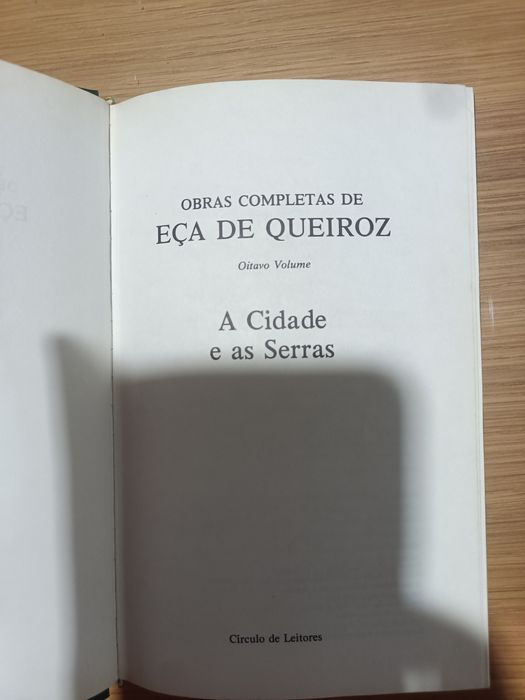 OBRAS COMPLETAS DE
EÇA DE QUEIROZ
Oitavo Volume
A Cidade
e as Serras
Círculo de Leitores